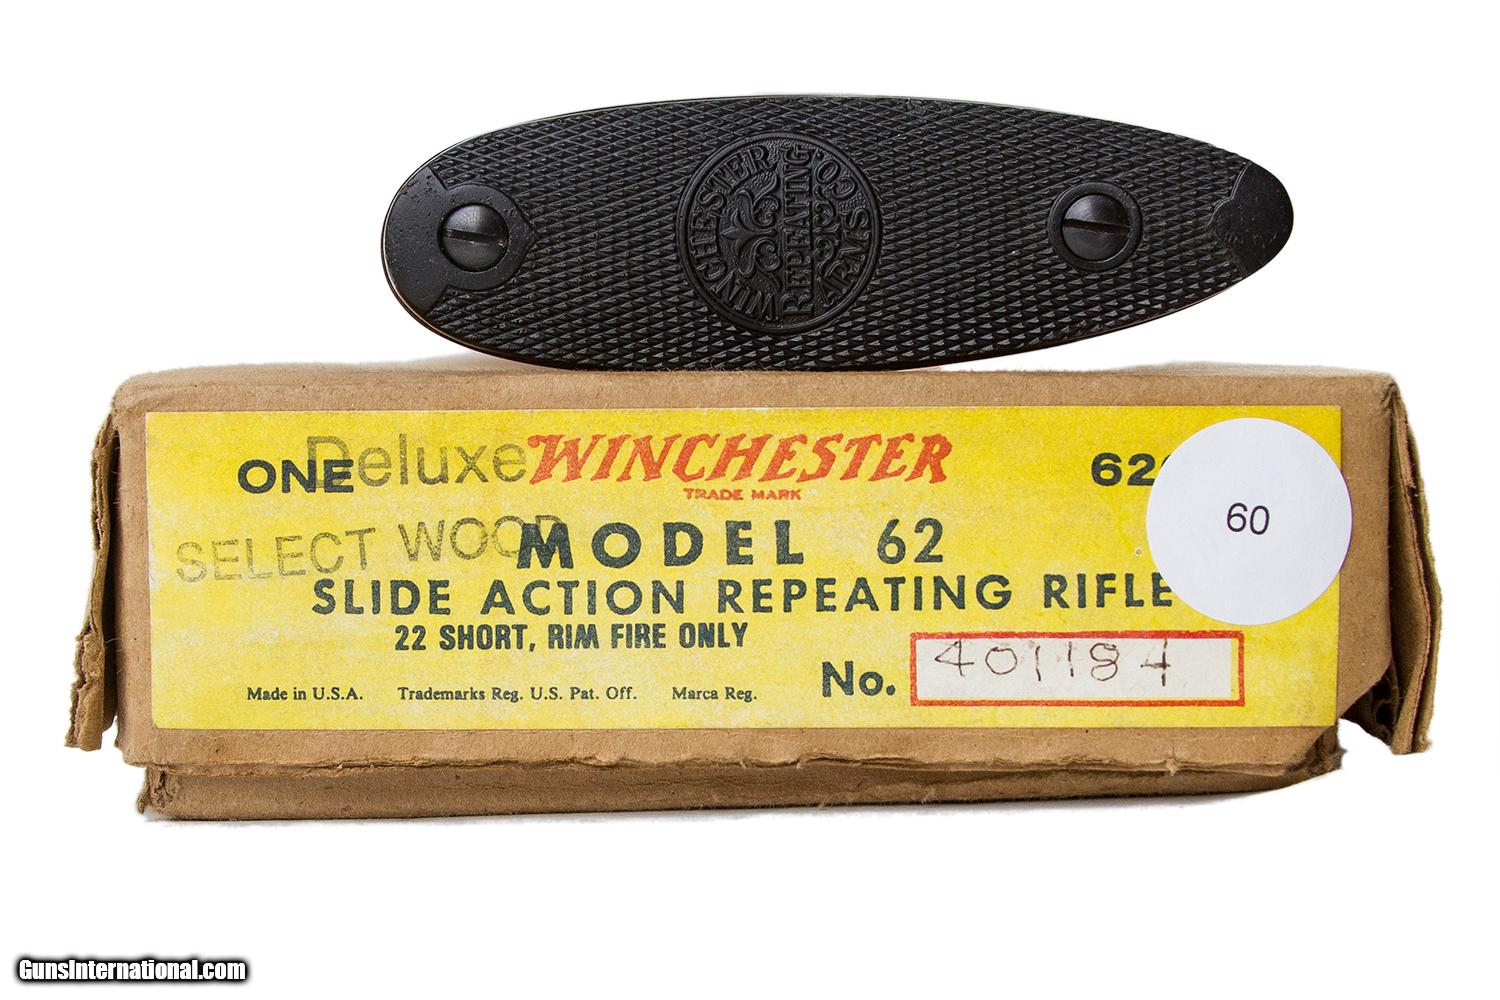 WINCHESTER
REPEATING
ARMS CO.
ONE Deluxe WINCHESTER
TRADE MARK
SELECT WOOD
MODEL 62
SLIDE ACTION REPEATING RIFLE
22 SHORT, RIM FIRE ONLY
60
No. 401184
Made in U.S.A. Trademarks Reg. U.S. Pat. Off. Marca Reg.
GunsInternational.com